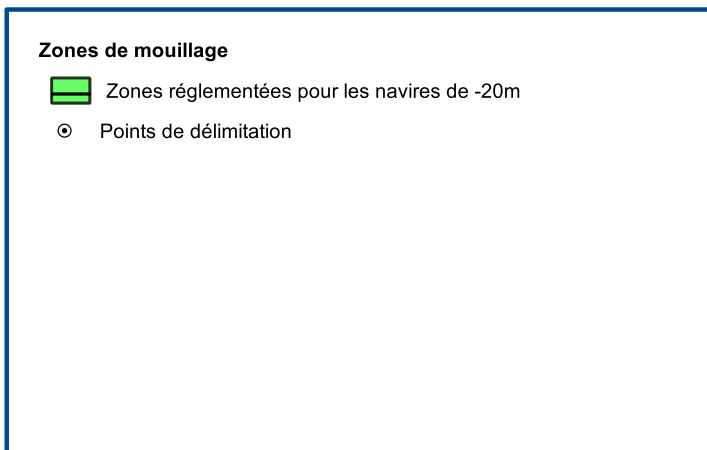 Zones de mouillage
Zones réglementées pour les navires de -20m
Points de délimitation